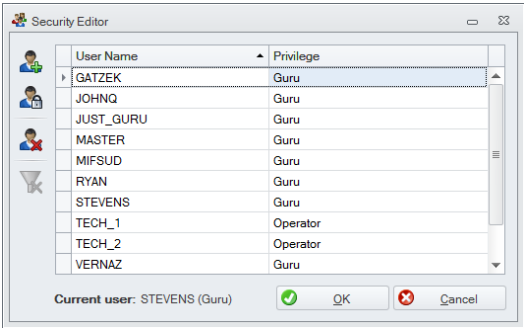 Security Editor
User Name Privilege
GATZEK Guru
JOHNQ Guru
JUST_GURU Guru
MASTER Guru
MIFSUD Guru
RYAN Guru
STEVENS Guru
TECH_1 Operator
TECH_2 Operator
VERNAZ Guru
Current user: STEVENS (Guru) OK Cancel